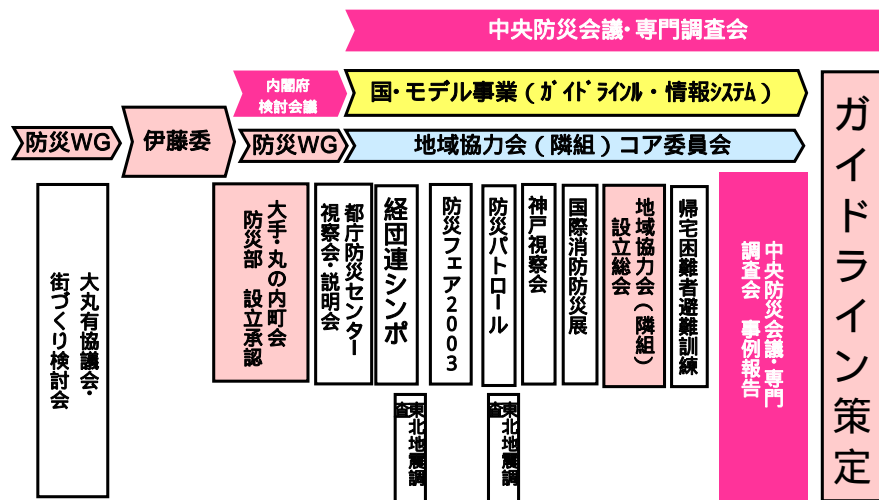 中央防災会議・専門調査会
内閣府
検討会議
国・モデル事業（ｶﾞｲﾄﾞﾗｲﾝﾙ・情報ｼｽﾃﾑ）
防災WG
伊藤委
防災WG
地域協力会（隣組）コア委員会
大丸有協議会・
街づくり検討会
大手・丸の内町会
防災部　設立承認
都庁防災センター
視察会・説明会
経団連シンポ
防災フェア２００３
防災パトロール
神戸視察会
国際消防防災展
地域協力会（隣組）
設立総会
帰宅困難者避難訓練
中央防災会議・専門
調査会　事例報告
ガイドライン策定
東北地震調
査
東北地震調
査